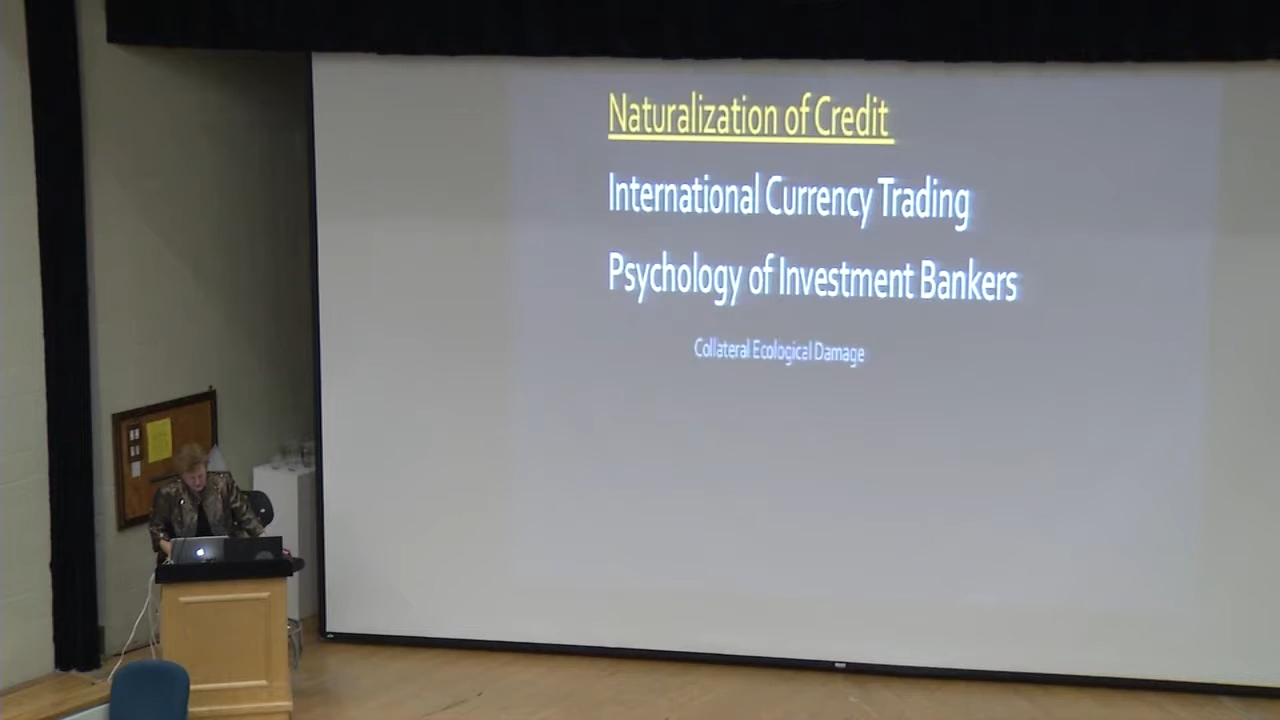 Naturalization of Credit
International Currency Trading
Psychology of Investment Bankers
Collateral Ecological Damage